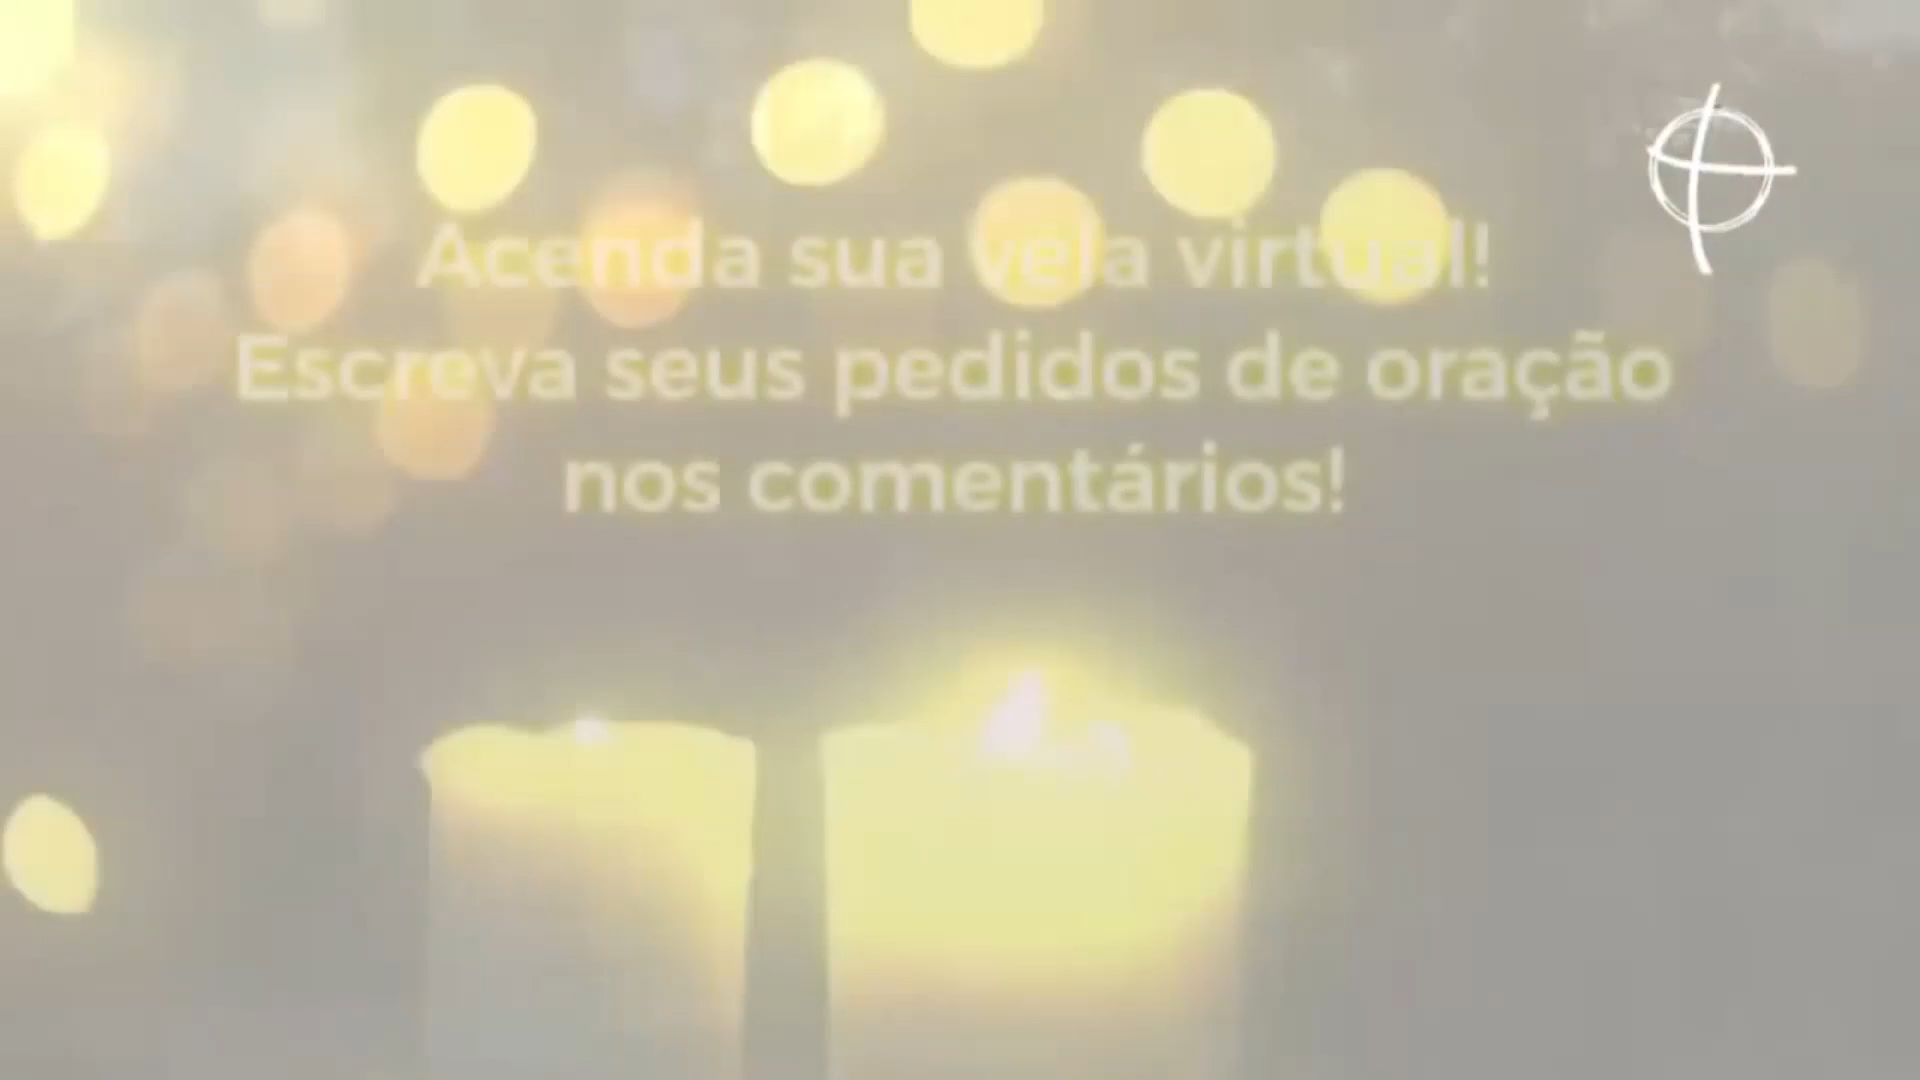 Acenda sua vela virtual!
Escreva seus pedidos de oração
nos comentários!